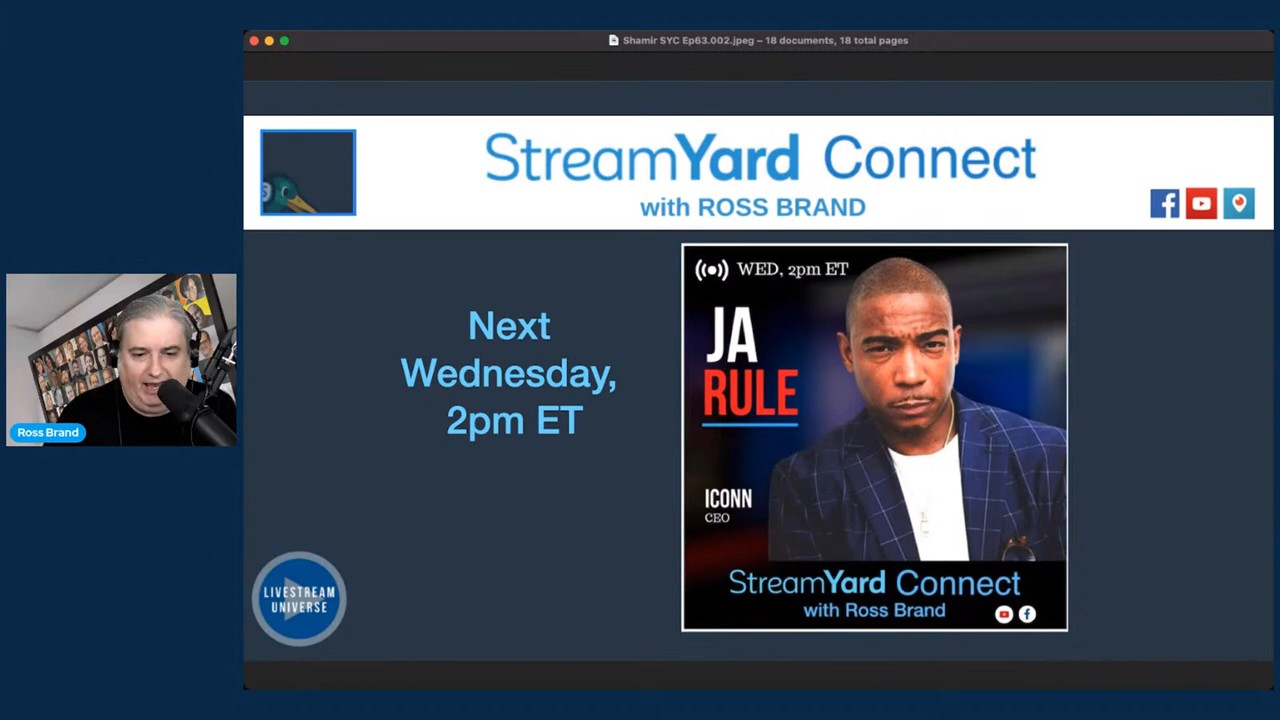 Shamir SYC Ep63.002.jpeg – 18 documents, 18 total pages
StreamYard Connect
with ROSS BRAND
Next
Wednesday,
2pm ET
WED, 2pm ET
JA
RULE
ICONN
CEO
StreamYard Connect
with Ross Brand
Ross Brand
LIVESTREAM
UNIVERSE